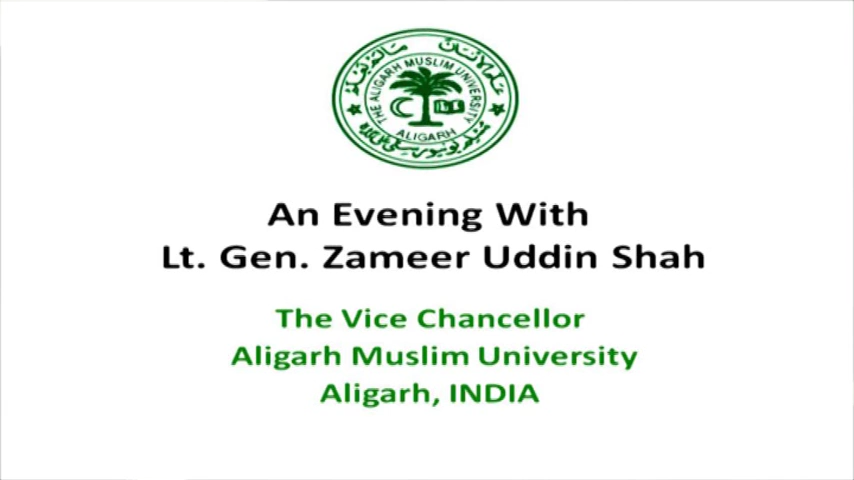 THE ALIGARH MUSLIM UNIVERSITY
ALIGARH
An Evening With
Lt. Gen. Zameer Uddin Shah
The Vice Chancellor
Aligarh Muslim University
Aligarh, INDIA